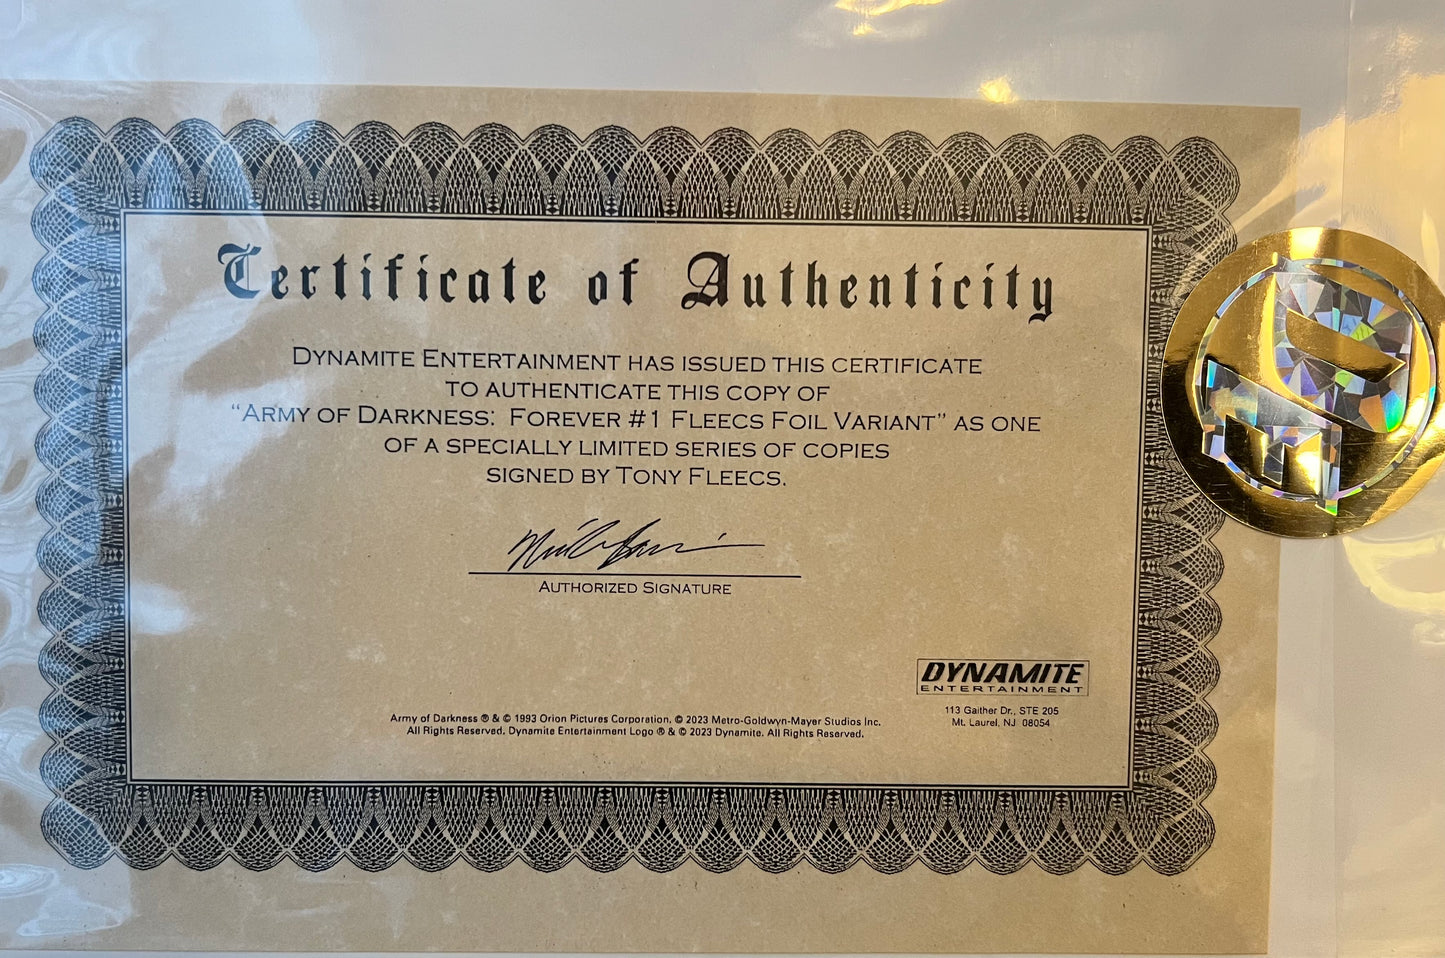 Certificate of Authenticity
DYNAMITE ENTERTAINMENT HAS ISSUED THIS CERTIFICATE
TO AUTHENTICATE THIS COPY OF
“ARMY OF DARKNESS: FOREVER #1 FLEECS FOIL VARIANT” AS ONE
OF A SPECIALLY LIMITED SERIES OF COPIES
SIGNED BY TONY FLEECS.
AUTHORIZED SIGNATURE
DYNAMITE
ENTERTAINMENT
113 Gaither Dr., STE 205
Mt. Laurel, NJ 08054
Army of Darkness ® & © 1993 Orion Pictures Corporation. © 2023 Metro-Goldwyn-Mayer Studios Inc.
All Rights Reserved. Dynamite Entertainment Logo ® & © 2023 Dynamite. All Rights Reserved.